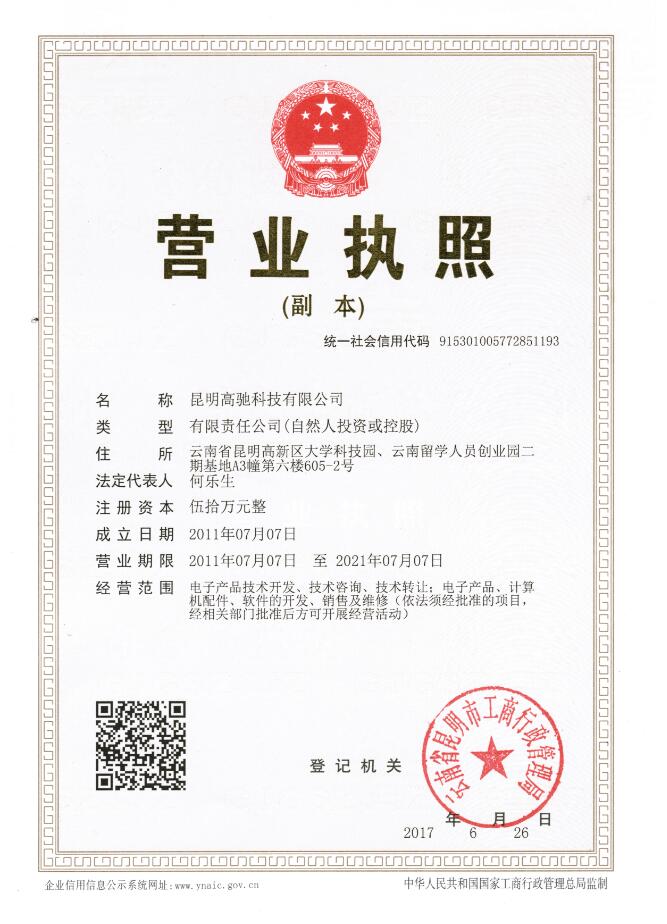 营业执照
(副 本)
统一社会信用代码 915301005772851193
名 称 昆明高驰科技有限公司
类 型 有限责任公司(自然人投资或控股)
住 所 云南省昆明高新区大学科技园、云南留学人员创业园二
期基地A3幢第六楼605-2号
法定代表人 何乐生
注册资本 伍拾万元整
成立日期 2011年07月07日
营业期限 2011年07月07日 至 2021年07月07日
经营范围 电子产品技术开发、技术咨询、技术转让；电子产品、计算
机配件、软件的开发、销售及维修（依法须经批准的项目，
经相关部门批准后方可开展经营活动）
登记机关
云南省昆明市工商行政管理局
2017 年 6 月 26 日
企业信用信息公示系统网址:www.ynaic.gov.cn
中华人民共和国国家工商行政管理总局监制